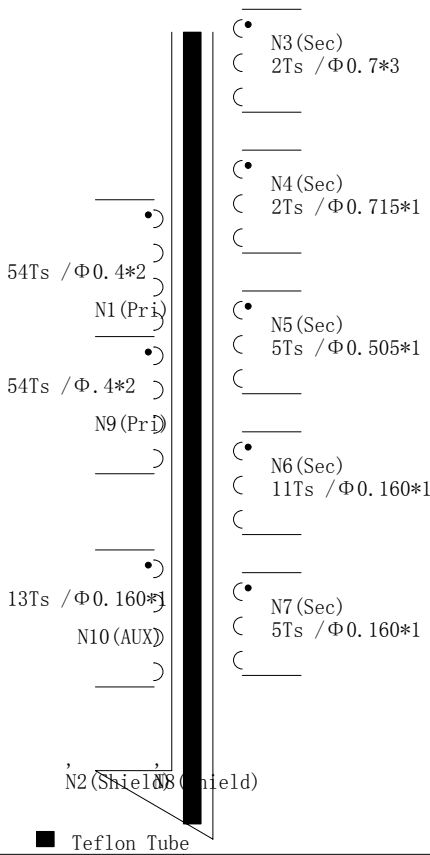 N3(Sec)
2Ts /Φ0.7*3
N4(Sec)
2Ts /Φ0.715*1
54Ts /Φ0.4*2
N1(Pri)
N5(Sec)
5Ts /Φ0.505*1
54Ts /Φ.4*2
N9(Pri)
N6(Sec)
11Ts /Φ0.160*1
13Ts /Φ0.160*1
N10(AUX)
N7(Sec)
5Ts /Φ0.160*1
N2(Shield)
N8(Shield)
Teflon Tube